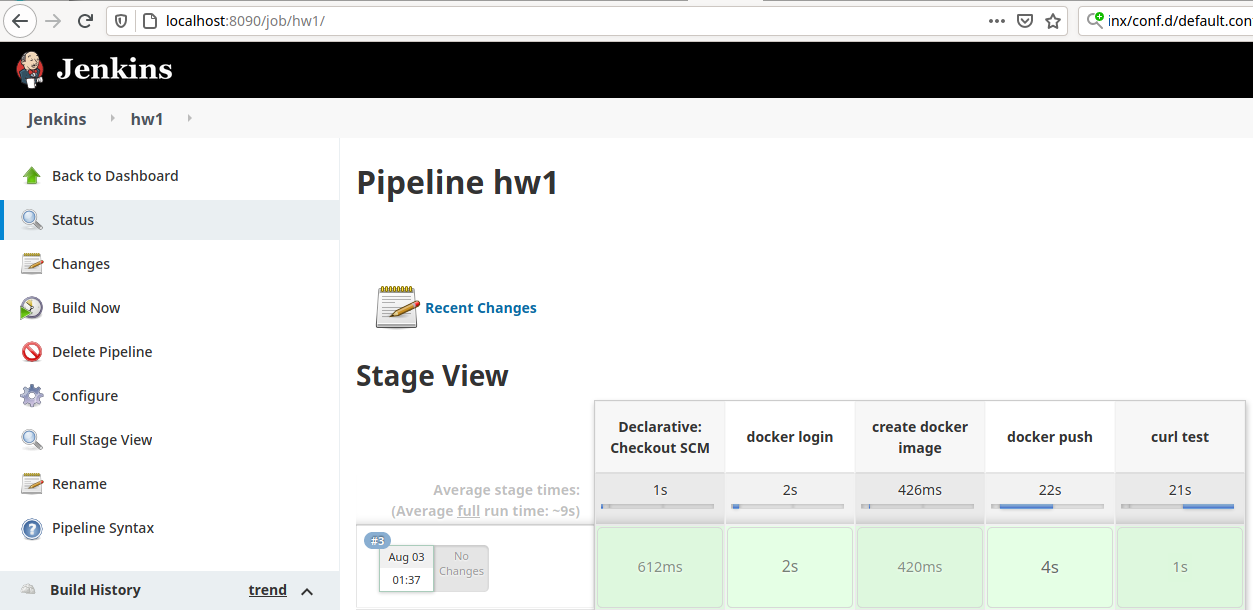 localhost:8090/job/hw1/
inx/conf.d/default.con
Jenkins
Jenkins hw1
Back to Dashboard
Status
Changes
Build Now
Delete Pipeline
Configure
Full Stage View
Rename
Pipeline Syntax
Build History trend
Pipeline hw1
Recent Changes
Stage View
Declarative:
Checkout SCM
docker login
create docker
image
docker push
curl test
Average stage times:
(Average full run time: ~9s)
1s 2s 426ms 22s 21s
#3
Aug 03
01:37
No
Changes
612ms 2s 420ms 4s 1s